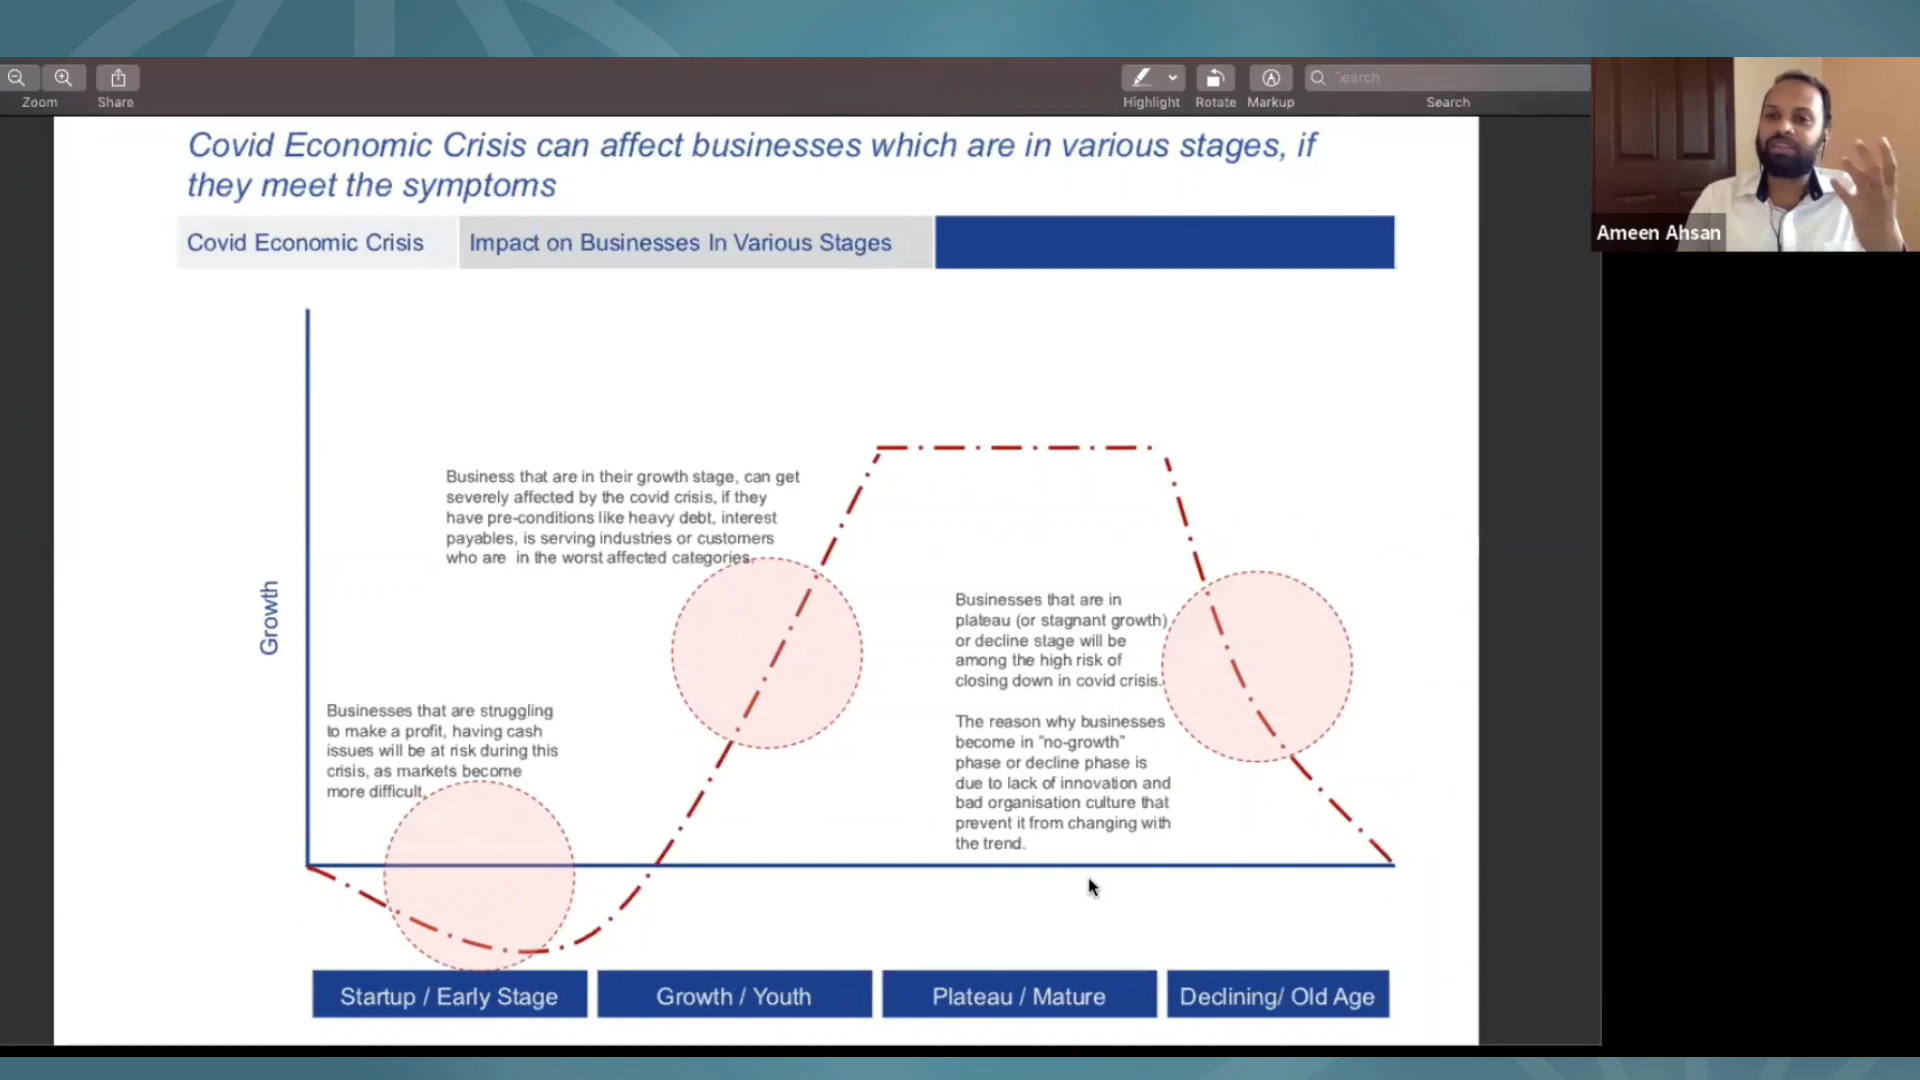 Zoom
Share
Highlight
Rotate
Markup
Search
Search
Ameen Ahsan
Covid Economic Crisis can affect businesses which are in various stages, if
they meet the symptoms
Covid Economic Crisis
Impact on Businesses In Various Stages
Growth
Business that are in their growth stage, can get
severely affected by the covid crisis, if they
have pre-conditions like heavy debt, interest
payables, is serving industries or customers
who are in the worst affected categories.
Businesses that are struggling
to make a profit, having cash
issues will be at risk during this
crisis, as markets become
more difficult.
Businesses that are in
plateau (or stagnant growth)
or decline stage will be
among the high risk of
closing down in covid crisis.
The reason why businesses
become in "no-growth"
phase or decline phase is
due to lack of innovation and
bad organisation culture that
prevent it from changing with
the trend.
Startup / Early Stage
Growth / Youth
Plateau / Mature
Declining/ Old Age